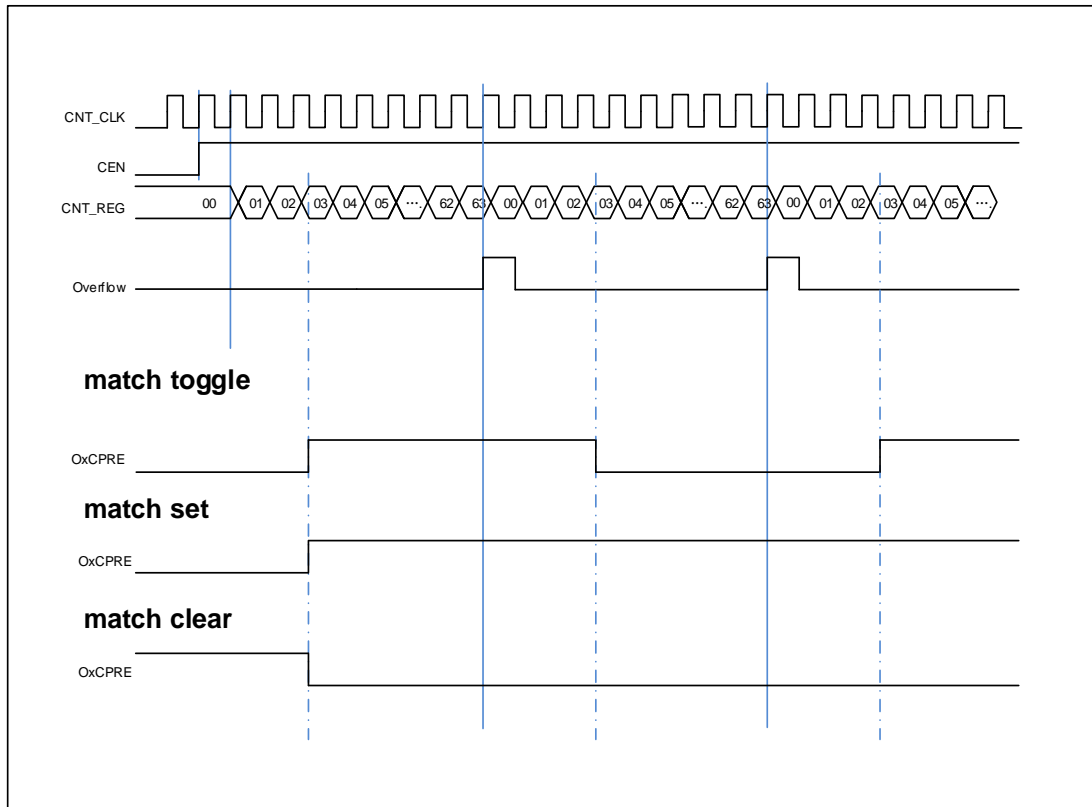 CNT_CLK
CEN
CNT_REG 00 01 02 03 04 05 ···. 62 63 00 01 02 03 04 05 ···. 62 63 00 01 02 03 04 05 ···.
Overflow
match toggle
OxCPRE
match set
OxCPRE
match clear
OxCPRE